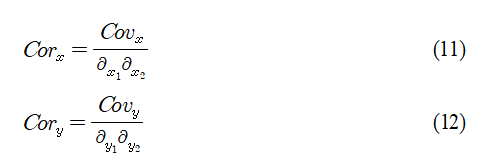 Cor_x = Cov_x / ∂_{x_1}∂_{x_2} (11)
Cor_y = Cov_y / ∂_{y_1}∂_{y_2} (12)